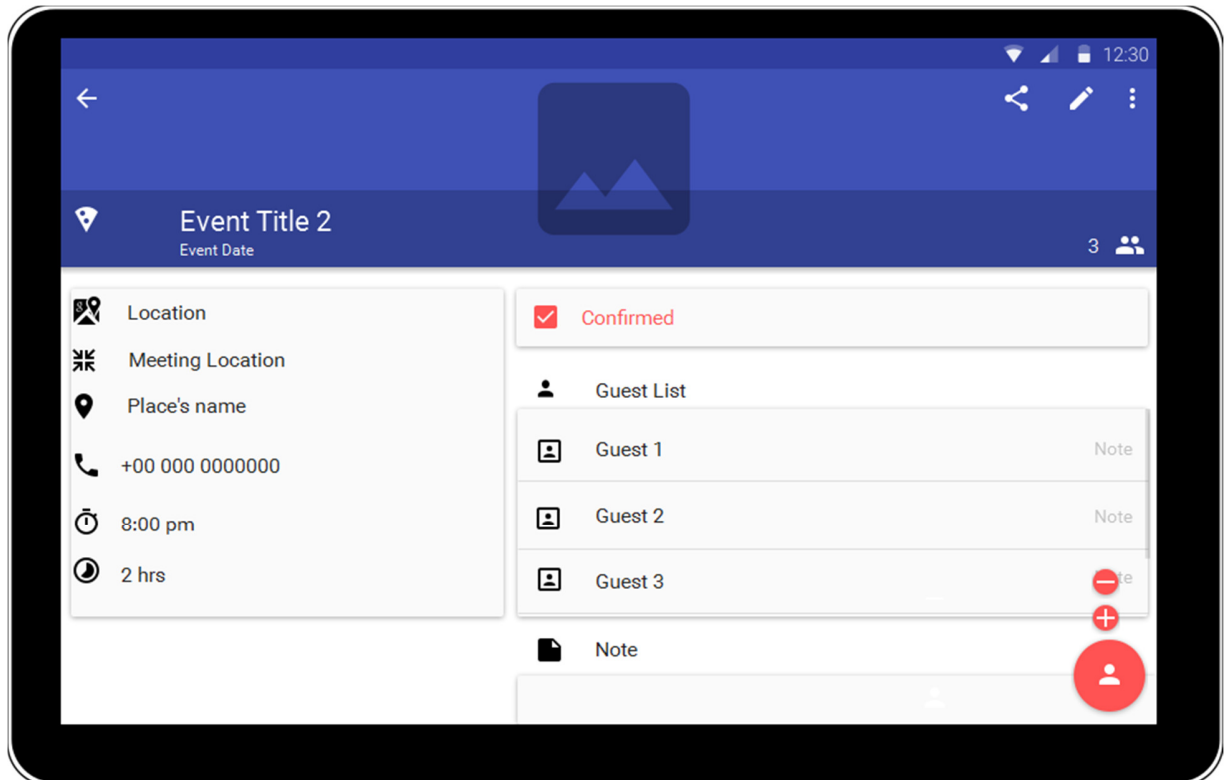 12:30
Event Title 2
Event Date
3
Location
Meeting Location
Place's name
+00 000 0000000
8:00 pm
2 hrs
Confirmed
Guest List
Guest 1 Note
Guest 2 Note
Guest 3
Note